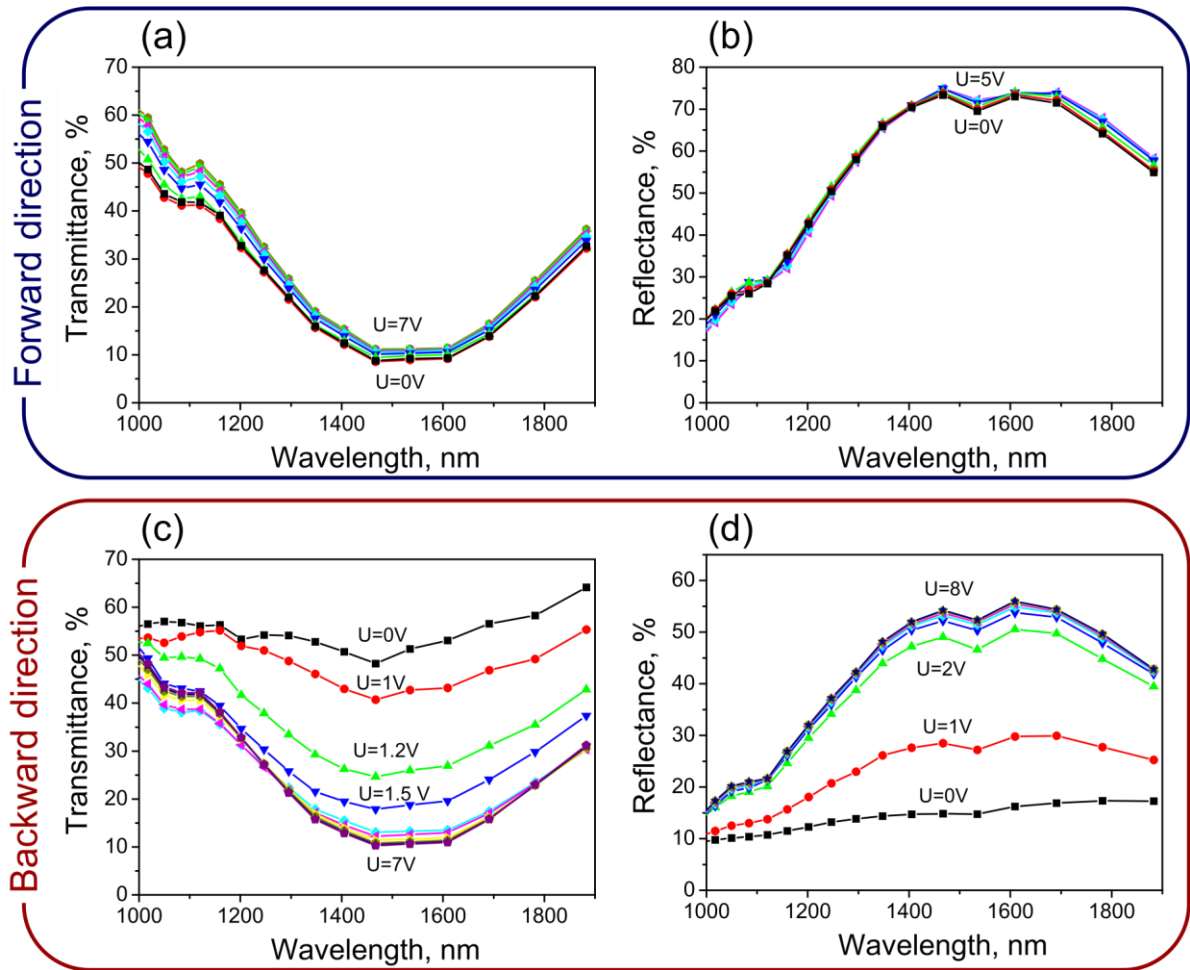 Forward direction
(a)
Transmittance, %
70
60
50
40
30
20
10
0
U=7V
U=0V
1000 1200 1400 1600 1800
Wavelength, nm
(b)
Reflectance, %
80
70
60
50
40
30
20
10
0
U=5V
U=0V
1000 1200 1400 1600 1800
Wavelength, nm
Backward direction
(c)
Transmittance, %
70
60
50
40
30
20
10
0
U=0V
U=1V
U=1.2V
U=1.5 V
U=7V
1000 1200 1400 1600 1800
Wavelength, nm
(d)
Reflectance, %
60
50
40
30
20
10
0
U=8V
U=2V
U=1V
U=0V
1000 1200 1400 1600 1800
Wavelength, nm